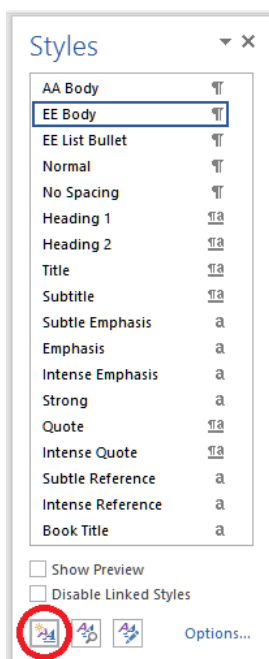 Styles
AA Body ¶
EE Body ¶
EE List Bullet ¶
Normal ¶
No Spacing ¶
Heading 1 ¶a
Heading 2 ¶a
Title ¶a
Subtitle ¶a
Subtle Emphasis a
Emphasis a
Intense Emphasis a
Strong a
Quote ¶a
Intense Quote ¶a
Subtle Reference a
Intense Reference a
Book Title a
Show Preview
Disable Linked Styles
Options...